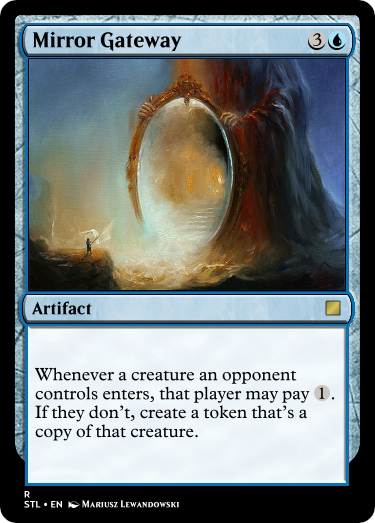 Mirror Gateway 3
Artifact
Whenever a creature an opponent
controls enters, that player may pay 1.
If they don't, create a token that's a
copy of that creature.
R
STL • EN Mariusz Lewandowski